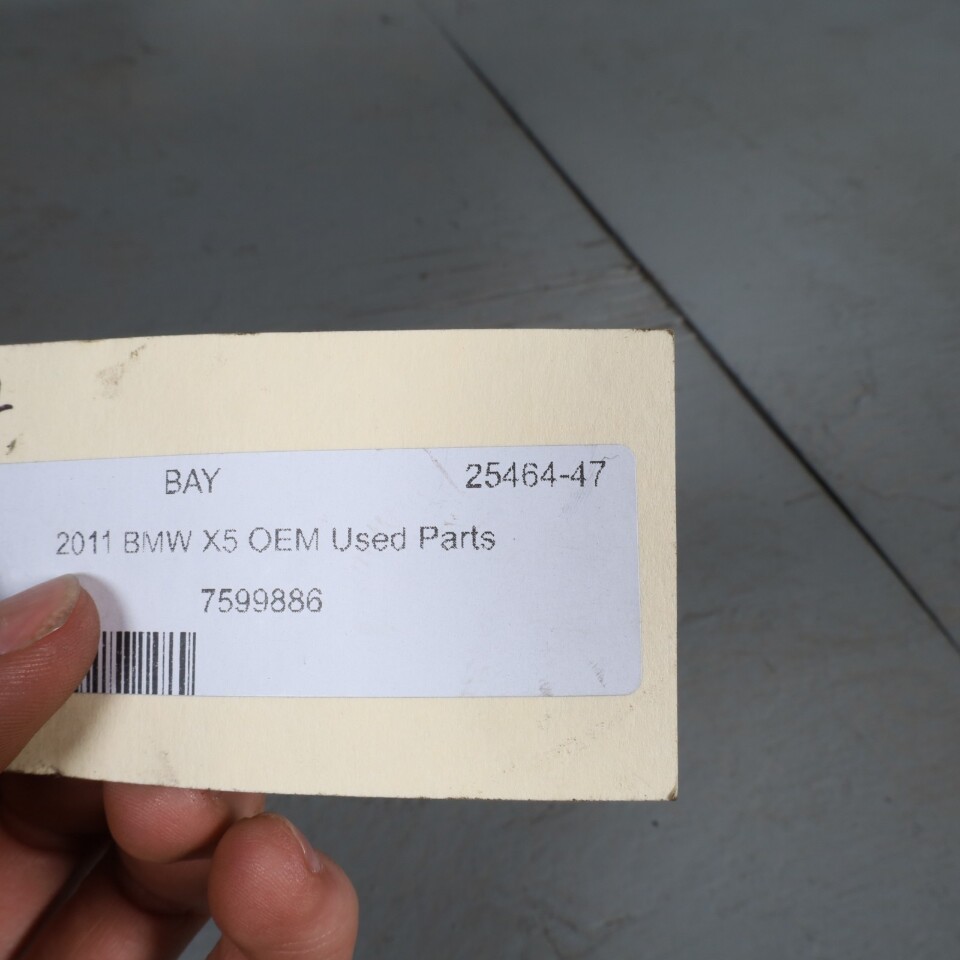 BAY 25464-47
2011 BMW X5 OEM Used Parts
7599886